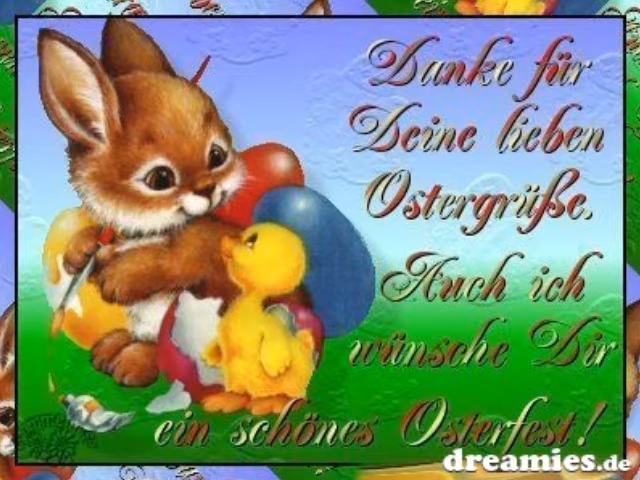 Danke für
Deine lieben
Ostergrüße.
Auch ich
wünsche Dir
ein schönes Osterfest!
dreamies.de